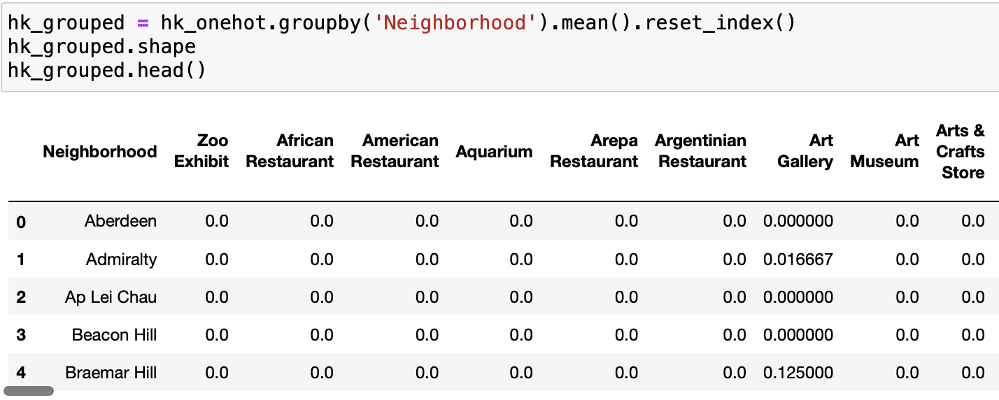 hk_grouped = hk_onehot.groupby('Neighborhood').mean().reset_index()
hk_grouped.shape
hk_grouped.head()
Neighborhood Zoo Exhibit African Restaurant American Restaurant Aquarium Arepa Restaurant Argentinian Restaurant Art Gallery Art Museum Arts & Crafts Store
0 Aberdeen 0.0 0.0 0.0 0.0 0.0 0.0 0.000000 0.0 0.0
1 Admiralty 0.0 0.0 0.0 0.0 0.0 0.0 0.016667 0.0 0.0
2 Ap Lei Chau 0.0 0.0 0.0 0.0 0.0 0.0 0.000000 0.0 0.0
3 Beacon Hill 0.0 0.0 0.0 0.0 0.0 0.0 0.000000 0.0 0.0
4 Braemar Hill 0.0 0.0 0.0 0.0 0.0 0.0 0.125000 0.0 0.0